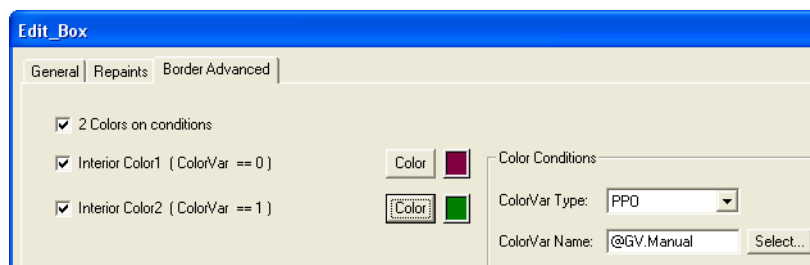 Edit_Box
General Repaints Border Advanced
2 Colors on conditions
Interior Color1 ( ColorVar == 0 ) Color
Interior Color2 ( ColorVar == 1 ) Color
Color Conditions
ColorVar Type: PPO
ColorVar Name: @GV.Manual Select...